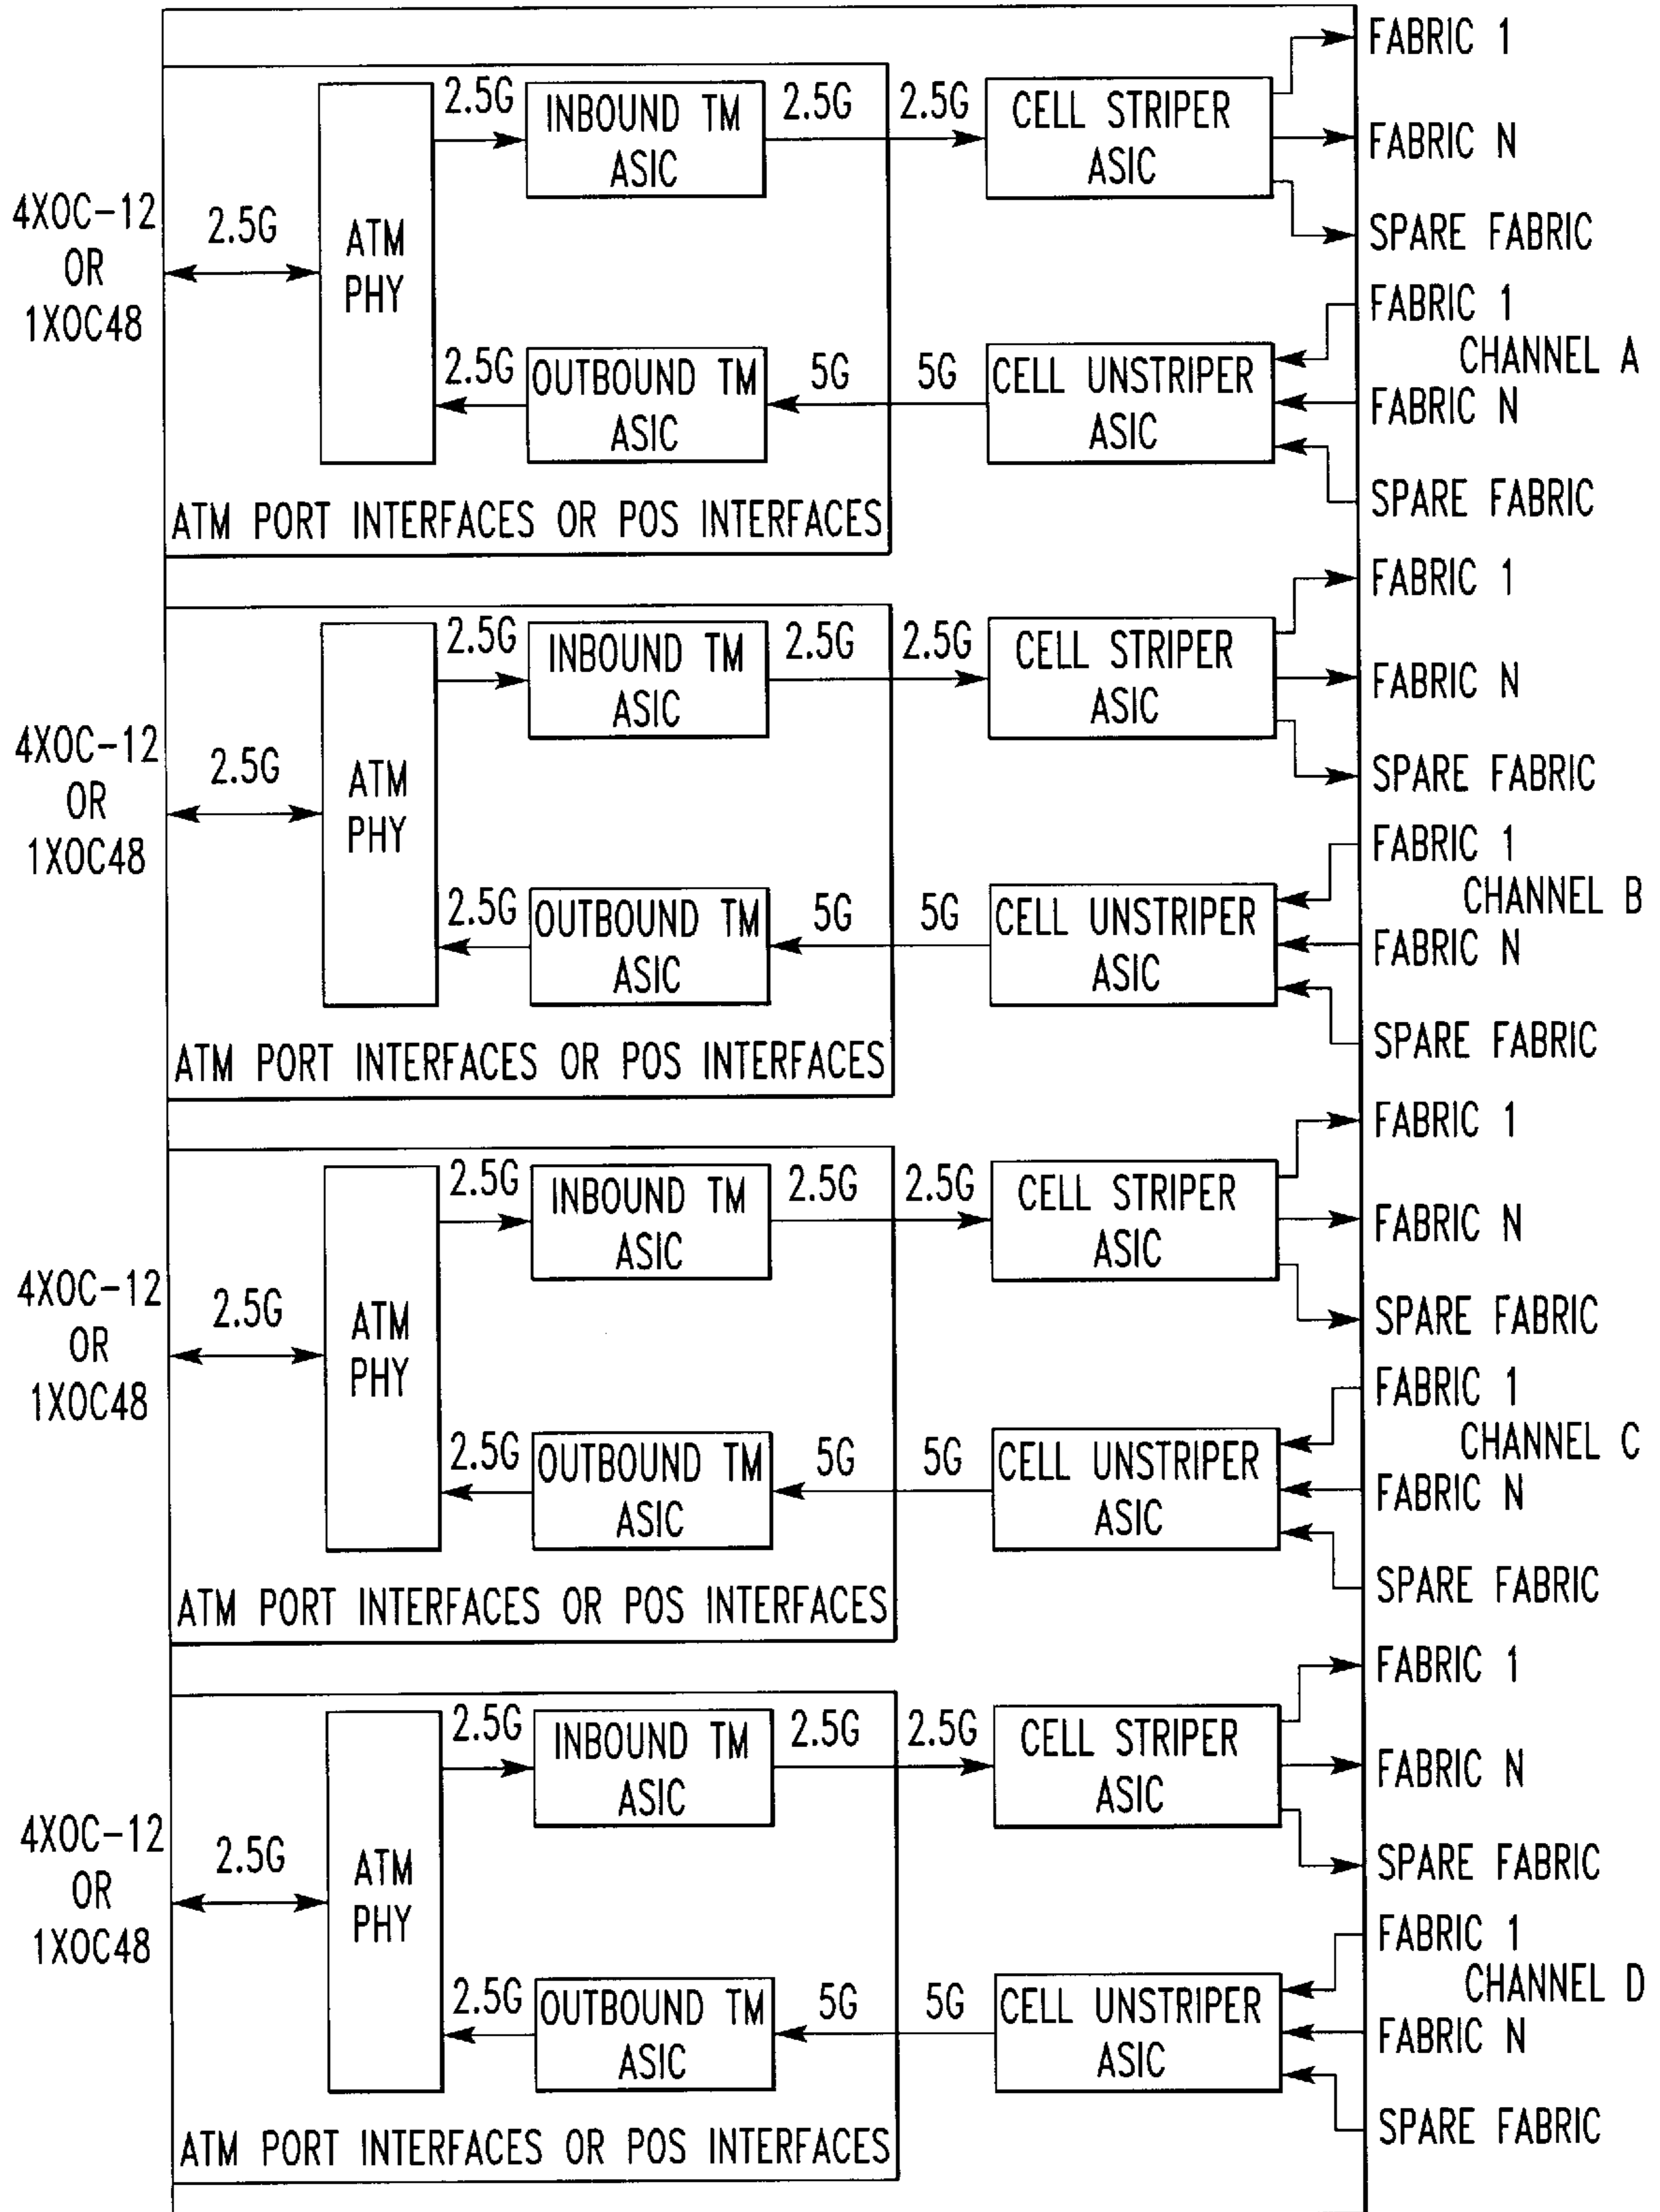 FABRIC 1
2.5G
INBOUND TM
ASIC
2.5G
2.5G
CELL STRIPER
ASIC
FABRIC N
4XOC-12
OR
1XOC48
2.5G
ATM
PHY
SPARE FABRIC
FABRIC 1
CHANNEL A
2.5G
OUTBOUND TM
ASIC
5G
5G
CELL UNSTRIPER
ASIC
FABRIC N
SPARE FABRIC
ATM PORT INTERFACES OR POS INTERFACES
FABRIC 1
2.5G
INBOUND TM
ASIC
2.5G
2.5G
CELL STRIPER
ASIC
FABRIC N
4XOC-12
OR
1XOC48
2.5G
ATM
PHY
SPARE FABRIC
FABRIC 1
CHANNEL B
2.5G
OUTBOUND TM
ASIC
5G
5G
CELL UNSTRIPER
ASIC
FABRIC N
SPARE FABRIC
ATM PORT INTERFACES OR POS INTERFACES
FABRIC 1
2.5G
INBOUND TM
ASIC
2.5G
2.5G
CELL STRIPER
ASIC
FABRIC N
4XOC-12
OR
1XOC48
2.5G
ATM
PHY
SPARE FABRIC
FABRIC 1
CHANNEL C
2.5G
OUTBOUND TM
ASIC
5G
5G
CELL UNSTRIPER
ASIC
FABRIC N
SPARE FABRIC
ATM PORT INTERFACES OR POS INTERFACES
FABRIC 1
2.5G
INBOUND TM
ASIC
2.5G
2.5G
CELL STRIPER
ASIC
FABRIC N
4XOC-12
OR
1XOC48
2.5G
ATM
PHY
SPARE FABRIC
FABRIC 1
CHANNEL D
2.5G
OUTBOUND TM
ASIC
5G
5G
CELL UNSTRIPER
ASIC
FABRIC N
SPARE FABRIC
ATM PORT INTERFACES OR POS INTERFACES